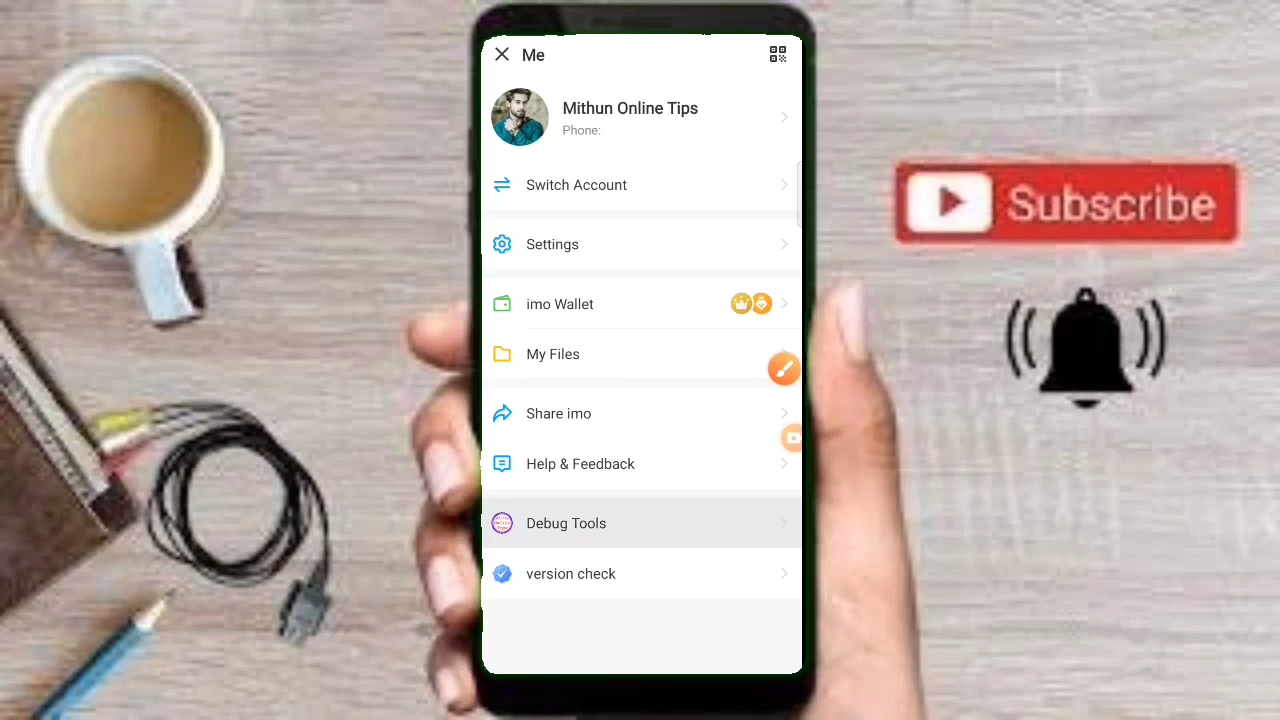 Me
Mithun Online Tips
Phone:
Switch Account
Settings
imo Wallet
My Files
Share imo
Help & Feedback
Debug Tools
version check
Subscribe